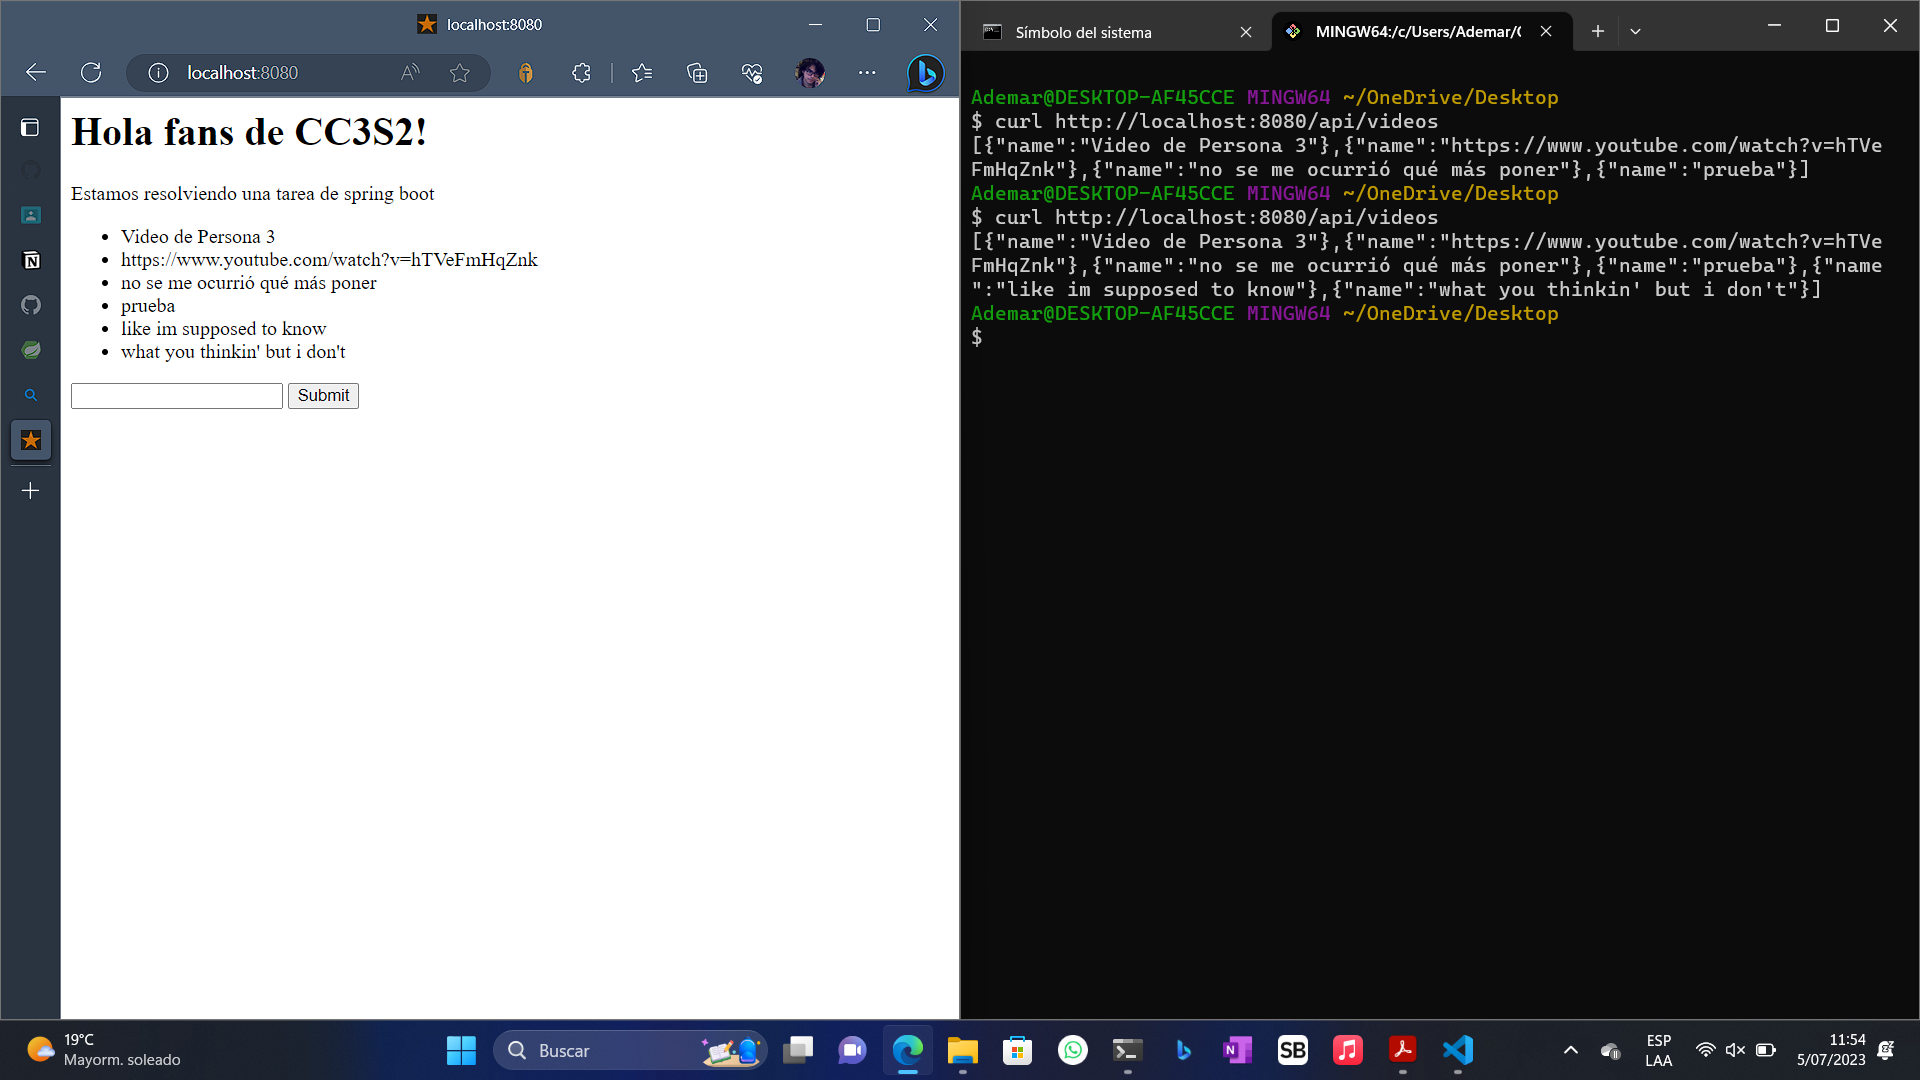 localhost:8080
localhost:8080
Hola fans de CC3S2!
Estamos resolviendo una tarea de spring boot
Video de Persona 3
https://www.youtube.com/watch?v=hTVeFmHqZnk
no se me ocurrió qué más poner
prueba
like im supposed to know
what you thinkin' but i don't
Submit
Símbolo del sistema
MINGW64:/c/Users/Ademar/
Ademar@DESKTOP-AF45CCE MINGW64 ~/OneDrive/Desktop
$ curl http://localhost:8080/api/videos
[{"name":"Video de Persona 3"},{"name":"https://www.youtube.com/watch?v=hTVe
FmHqZnk"},{"name":"no se me ocurrió qué más poner"},{"name":"prueba"}]
Ademar@DESKTOP-AF45CCE MINGW64 ~/OneDrive/Desktop
$ curl http://localhost:8080/api/videos
[{"name":"Video de Persona 3"},{"name":"https://www.youtube.com/watch?v=hTVe
FmHqZnk"},{"name":"no se me ocurrió qué más poner"},{"name":"prueba"},{"name
":"like im supposed to know"},{"name":"what you thinkin' but i don't"}]
Ademar@DESKTOP-AF45CCE MINGW64 ~/OneDrive/Desktop
$
19°C
Mayorm. soleado
Buscar
SB
ESP
LAA
11:54
5/07/2023